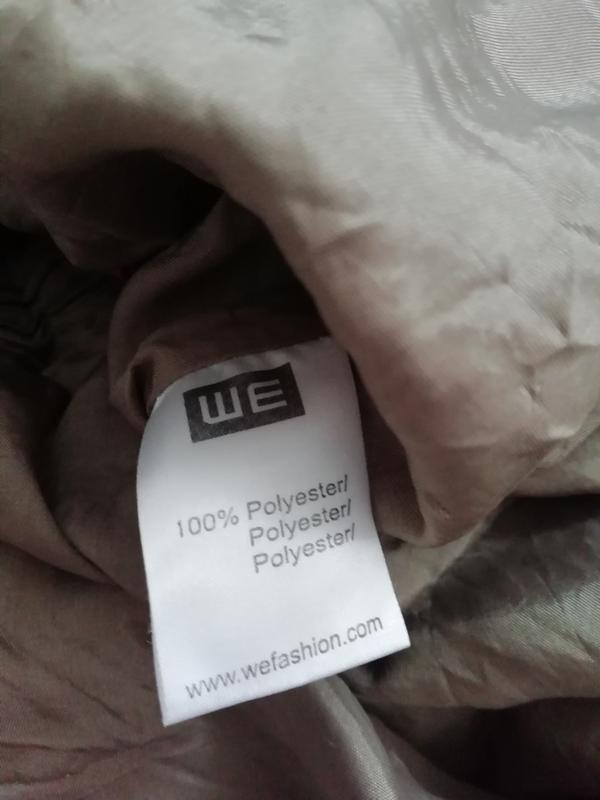 WE
100% Polyester/
Polyester/
Polyester/
www.wefashion.com